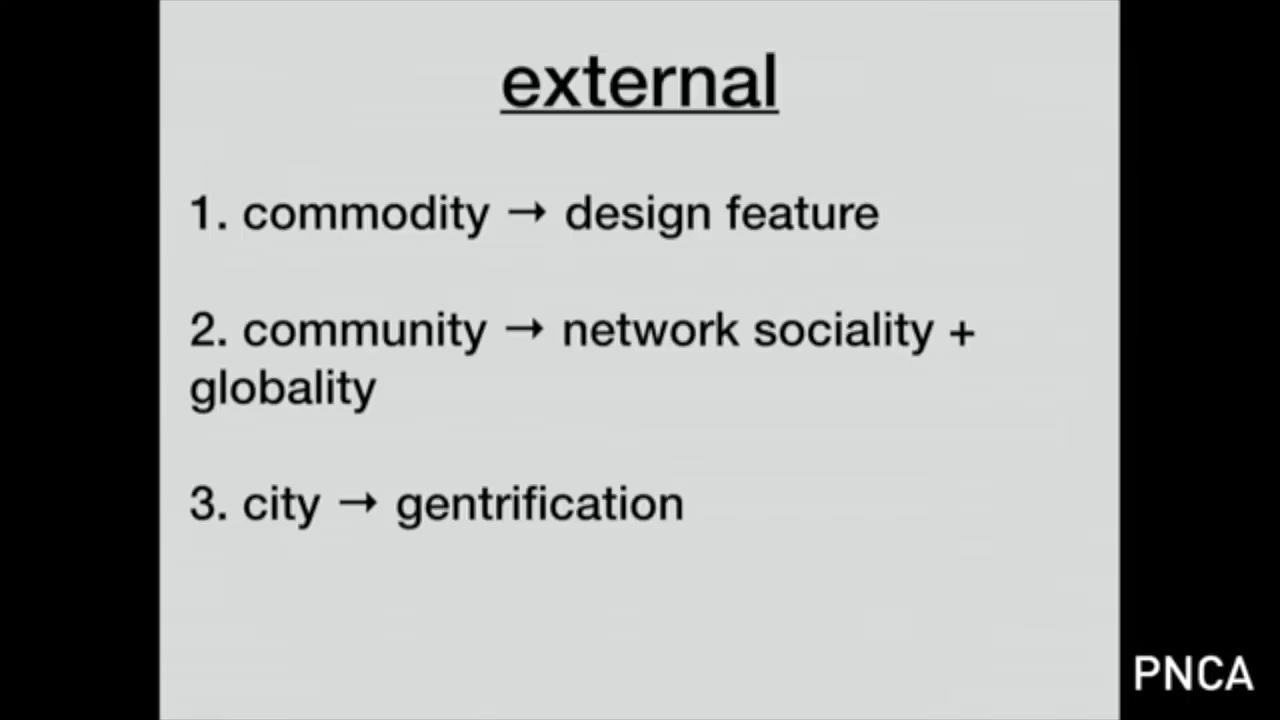 external
1. commodity → design feature
2. community → network sociality +
globality
3. city → gentrification
PNCA